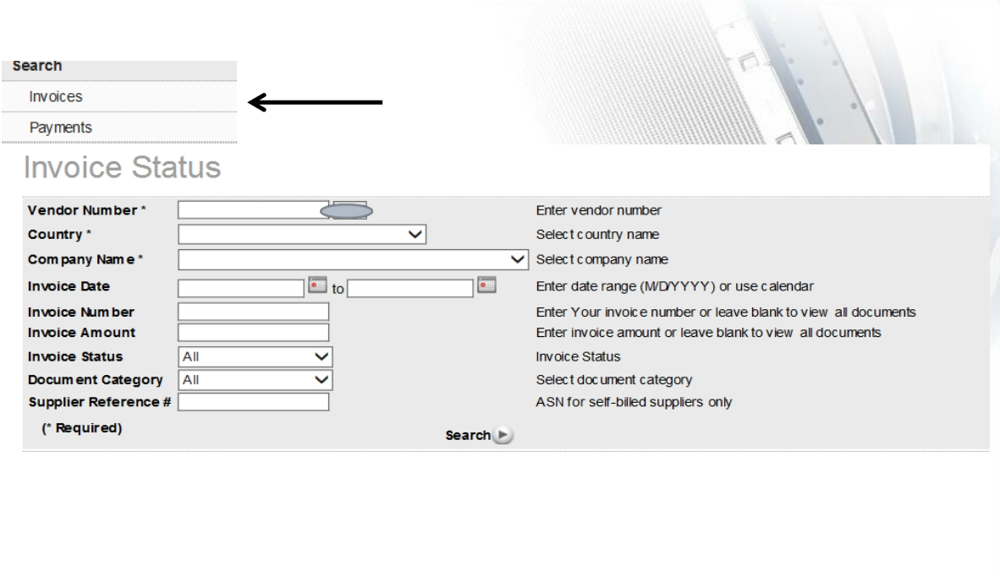 Search
Invoices
Payments
Invoice Status
Vendor Number * Enter vendor number
Country * Select country name
Company Name * Select company name
Invoice Date to Enter date range (M/D/YYYY) or use calendar
Invoice Number Enter Your invoice number or leave blank to view all documents
Invoice Amount Enter invoice amount or leave blank to view all documents
Invoice Status All Invoice Status
Document Category All Select document category
Supplier Reference # ASN for self-billed suppliers only
(* Required)
Search